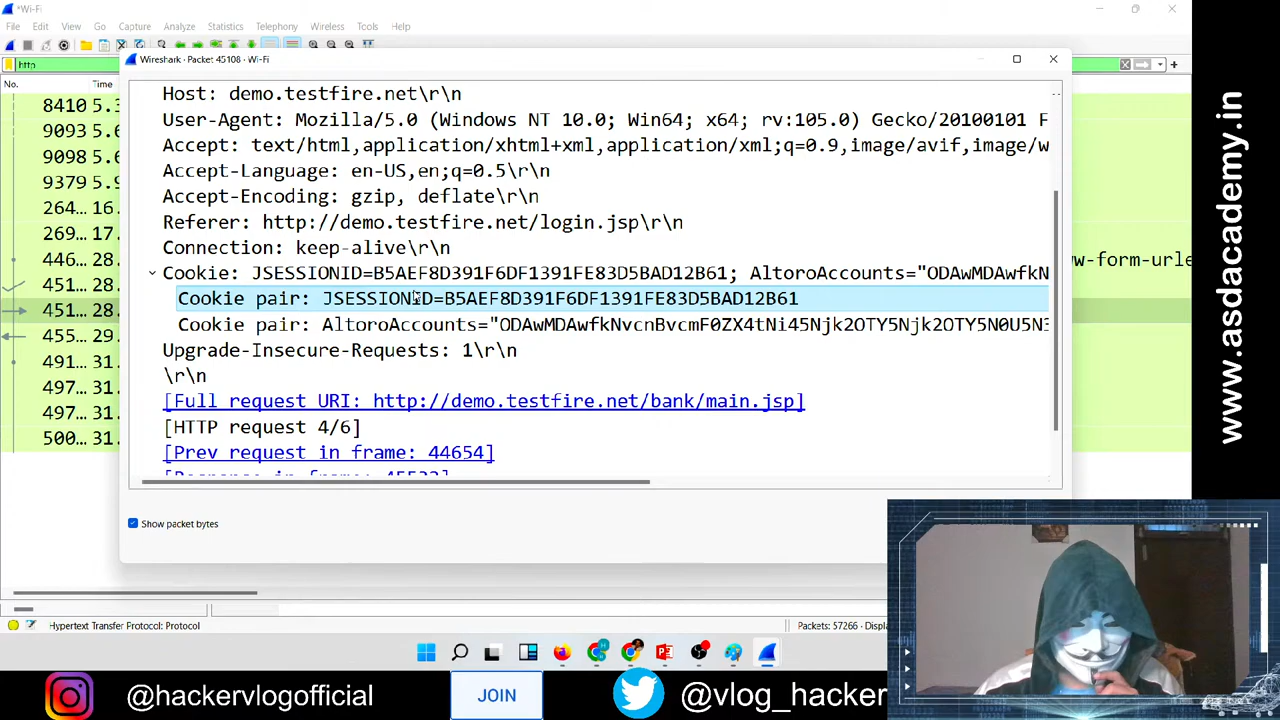 *Wi-Fi
File Edit View Go Capture Analyze Statistics Telephony Wireless Tools Help
http
Wireshark · Packet 45108 · Wi-Fi
No. Time
8410 5.3
9093 5.6
9098 5.6
9379 5.9
264... 16.
269... 17.
446... 28.
451... 28.
451... 28.
455... 29.
491... 31.
497... 31.
497... 31.
500... 31.
ww-form-urle
Host: demo.testfire.net\r\n
User-Agent: Mozilla/5.0 (Windows NT 10.0; Win64; x64; rv:105.0) Gecko/20100101 F
Accept: text/html,application/xhtml+xml,application/xml;q=0.9,image/avif,image/w
Accept-Language: en-US,en;q=0.5\r\n
Accept-Encoding: gzip, deflate\r\n
Referer: http://demo.testfire.net/login.jsp\r\n
Connection: keep-alive\r\n
Cookie: JSESSIONID=B5AEF8D391F6DF1391FE83D5BAD12B61; AltoroAccounts="ODAwMDAwfkN
Cookie pair: JSESSIONID=B5AEF8D391F6DF1391FE83D5BAD12B61
Cookie pair: AltoroAccounts="ODAwMDAwfkNvcnBvcmF0ZX4tNi45Njk2OTY5Njk2OTY5N0U5N3
Upgrade-Insecure-Requests: 1\r\n
\r\n
[Full request URI: http://demo.testfire.net/bank/main.jsp]
[HTTP request 4/6]
[Prev request in frame: 44654]
Show packet bytes
Hypertext Transfer Protocol: Protocol
Packets: 57266 · Displa
www.asdacademy.in
@hackervlogofficial
JOIN
@vlog_hacker